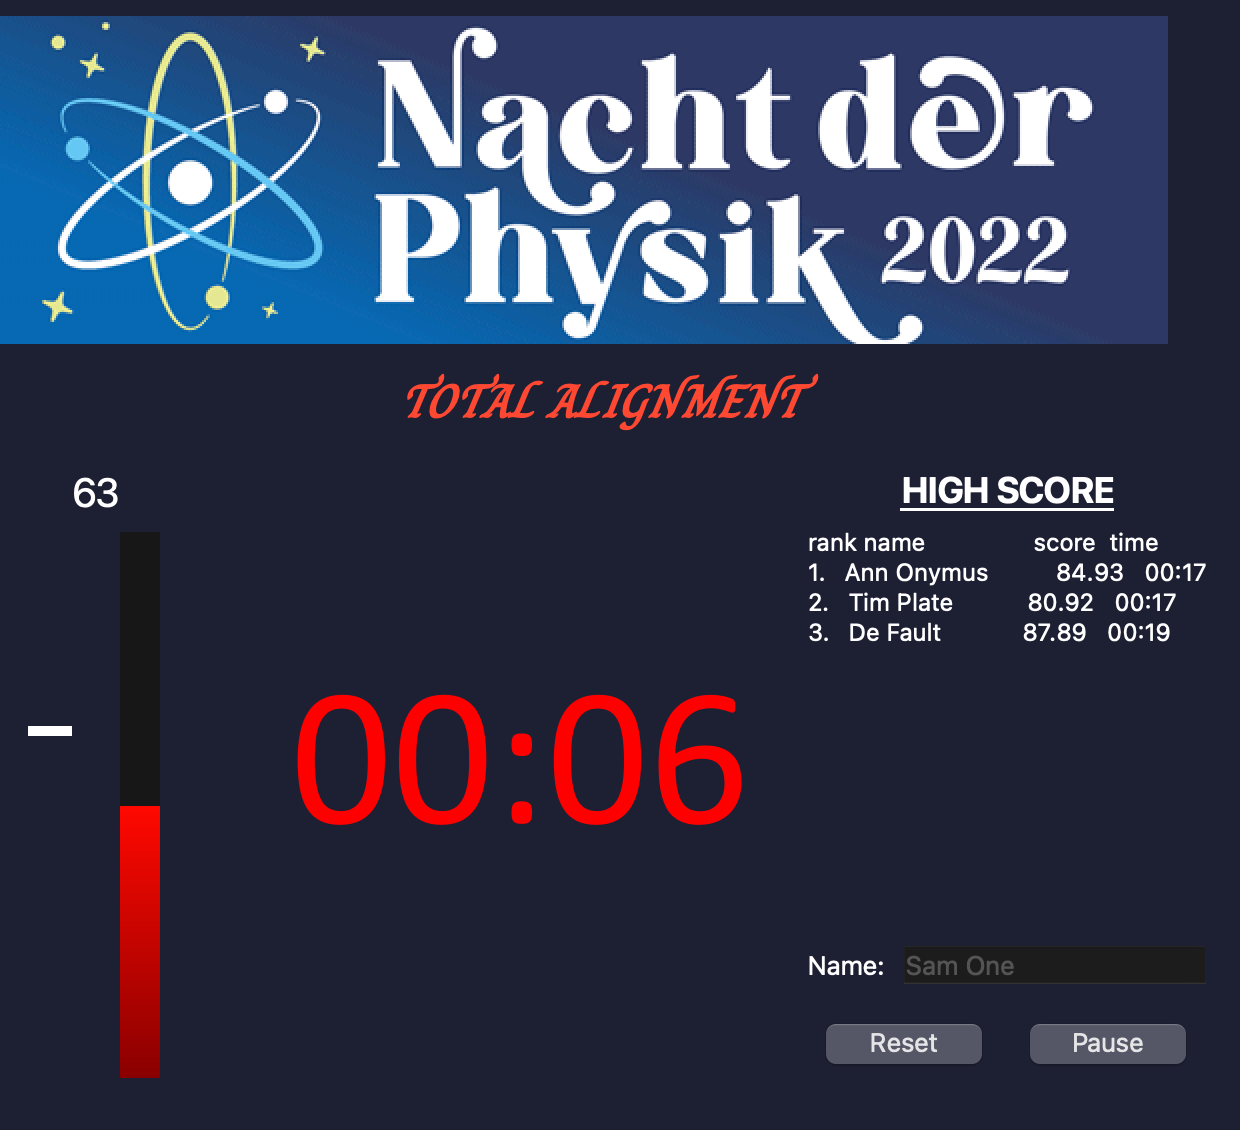 Nacht der
Physik 2022
TOTAL ALIGNMENT
63
HIGH SCORE
rank name score time
1. Ann Onymus 84.93 00:17
2. Tim Plate 80.92 00:17
3. De Fault 87.89 00:19
00:06
Name: Sam One
Reset Pause